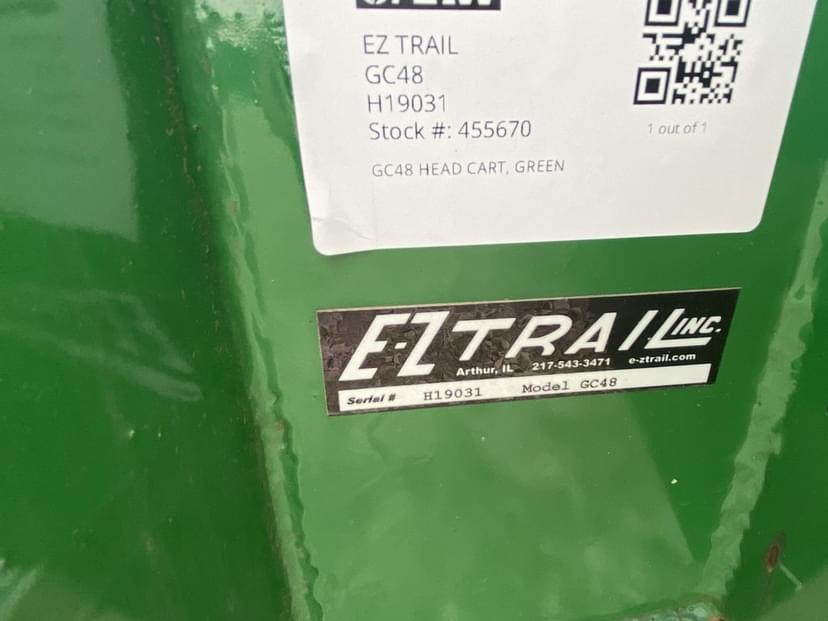 EZ TRAIL
GC48
H19031
Stock #: 455670
1 out of 1
GC48 HEAD CART, GREEN
E-Z TRAIL INC.
Arthur, IL 217-543-3471 e-ztrail.com
Serial # H19031 Model GC48